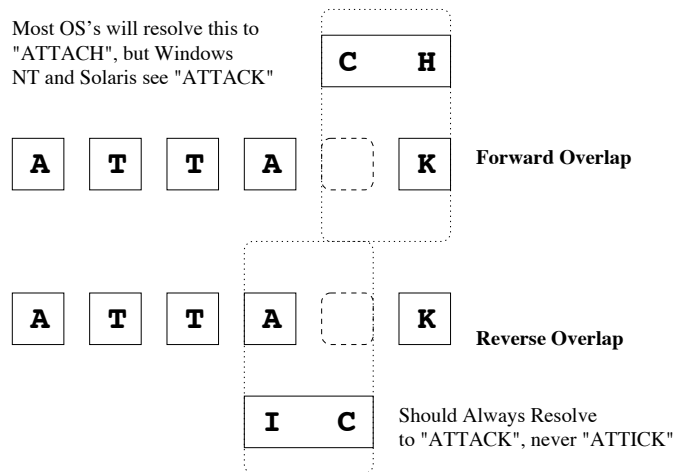 Most OS's will resolve this to
"ATTACH", but Windows
NT and Solaris see "ATTACK"
C H
A T T A K
Forward Overlap
A T T A K
Reverse Overlap
I C
Should Always Resolve
to "ATTACK", never "ATTICK"